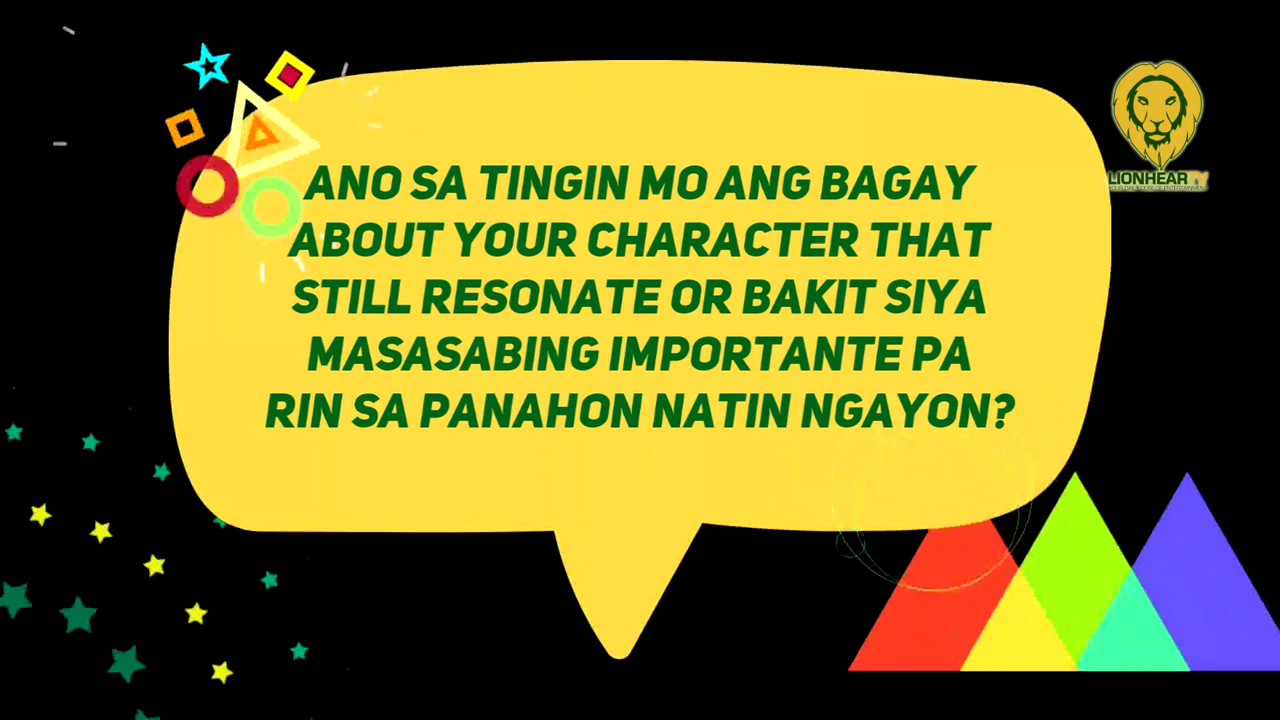 ANO SA TINGIN MO ANG BAGAY
ABOUT YOUR CHARACTER THAT
STILL RESONATE OR BAKIT SIYA
MASASABING IMPORTANTE PA
RIN SA PANAHON NATIN NGAYON?
LIONHEARTV